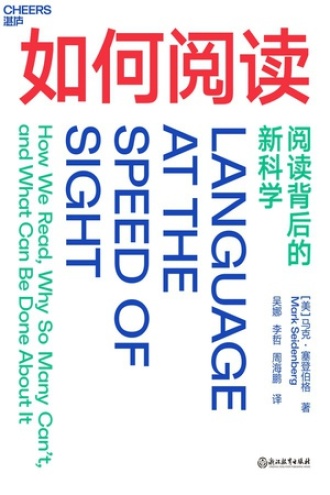 CHEERS
湛庐
如何阅读
阅读背后的
新科学
LANGUAGE
AT THE
SPEED OF
SIGHT
How We Read, Why So Many Can't,
and What Can Be Done About It
[美]马克·塞登伯格 著
Mark Seidenberg
吴娜 李哲 周海鹏 译
浙江教育出版社